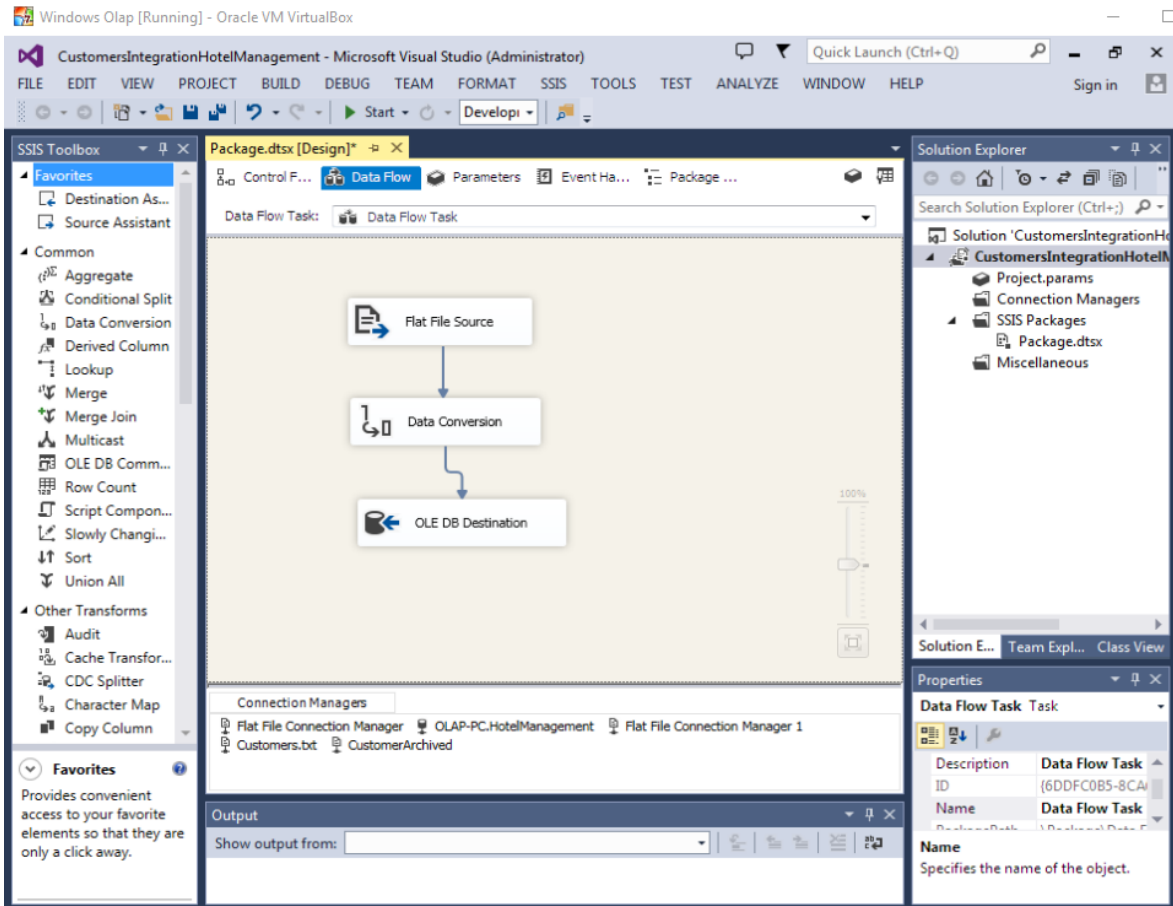 Windows Olap [Running] - Oracle VM VirtualBox
CustomersIntegrationHotelManagement - Microsoft Visual Studio (Administrator)
Quick Launch (Ctrl+Q)
FILE EDIT VIEW PROJECT BUILD DEBUG TEAM FORMAT SSIS TOOLS TEST ANALYZE WINDOW HELP
Sign in
Start
Developi
SSIS Toolbox
Favorites
Destination As...
Source Assistant
Common
Aggregate
Conditional Split
Data Conversion
Derived Column
Lookup
Merge
Merge Join
Multicast
OLE DB Comm...
Row Count
Script Compon...
Slowly Changi...
Sort
Union All
Other Transforms
Audit
Cache Transfor...
CDC Splitter
Character Map
Copy Column
Favorites
Provides convenient
access to your favorite
elements so that they are
only a click away.
Package.dtsx [Design]*
Control F... Data Flow Parameters Event Ha... Package ...
Data Flow Task: Data Flow Task
Flat File Source
Data Conversion
OLE DB Destination
100%
Connection Managers
Flat File Connection Manager OLAP-PC.HotelManagement Flat File Connection Manager 1
Customers.txt CustomerArchived
Output
Show output from:
Solution Explorer
Search Solution Explorer (Ctrl+;)
Solution 'CustomersIntegrationHo
CustomersIntegrationHotelM
Project.params
Connection Managers
SSIS Packages
Package.dtsx
Miscellaneous
Solution E... Team Expl... Class View
Properties
Data Flow Task Task
Description Data Flow Task
ID {6DDFC0B5-8CA
Name Data Flow Task
Name
Specifies the name of the object.